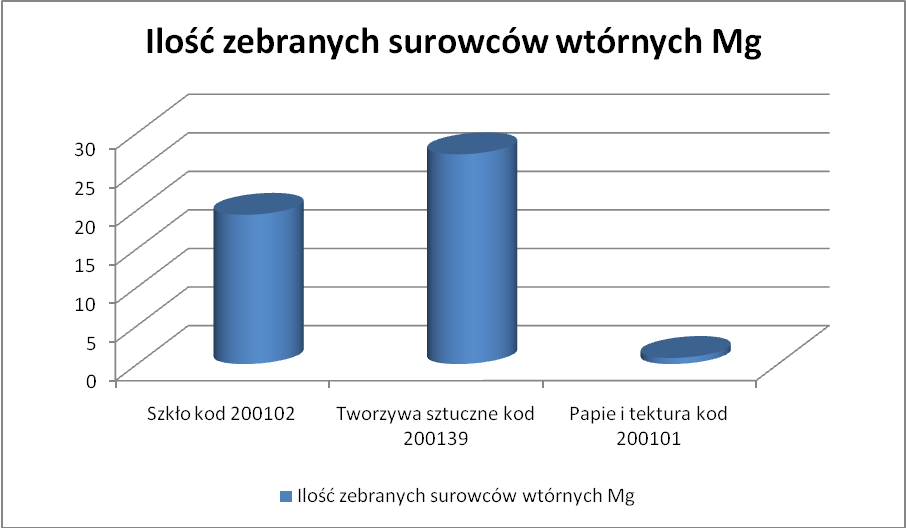 Ilość zebranych surowców wtórnych Mg
30
25
20
15
10
5
0
Szkło kod 200102
Tworzywa sztuczne kod
200139
Papie i tektura kod
200101
Ilość zebranych surowców wtórnych Mg